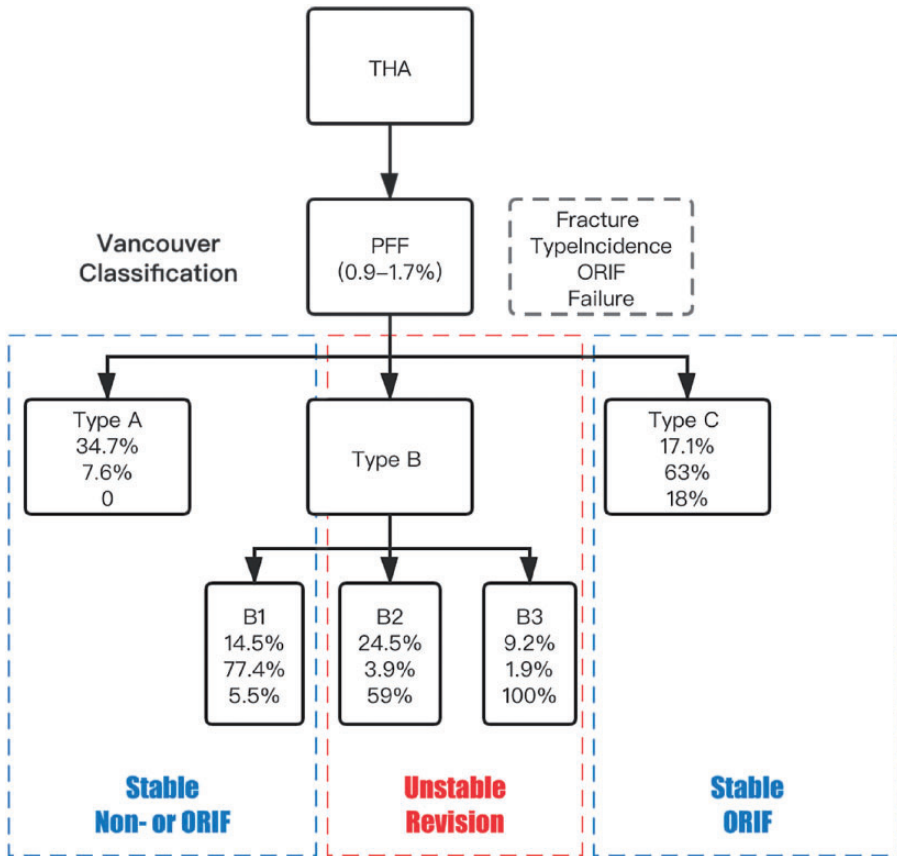 THA
Vancouver
Classification
PFF
(0.9–1.7%)
Fracture
TypeIncidence
ORIF
Failure
Type A
34.7%
7.6%
0
Type B
Type C
17.1%
63%
18%
B1
14.5%
77.4%
5.5%
B2
24.5%
3.9%
59%
B3
9.2%
1.9%
100%
Stable
Non- or ORIF
Unstable
Revision
Stable
ORIF